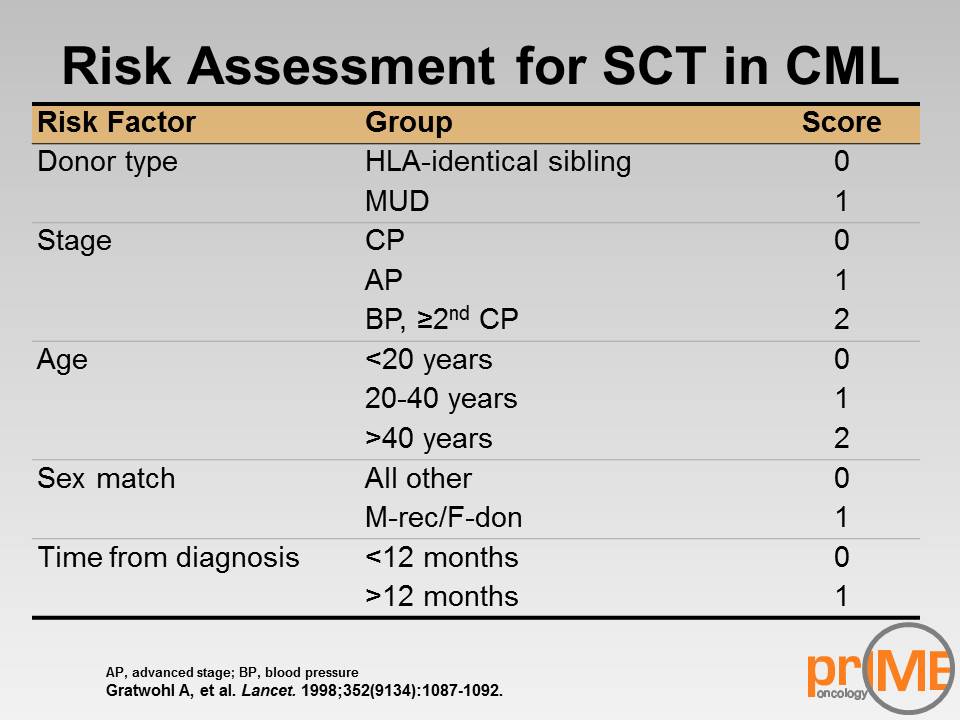 Risk Assessment for SCT in CML
Risk Factor Group Score
Donor type HLA-identical sibling 0
MUD 1
Stage CP 0
AP 1
BP, ≥2nd CP 2
Age <20 years 0
20-40 years 1
>40 years 2
Sex match All other 0
M-rec/F-don 1
Time from diagnosis <12 months 0
>12 months 1
AP, advanced stage; BP, blood pressure
Gratwohl A, et al. Lancet. 1998;352(9134):1087-1092.
prIME
oncology